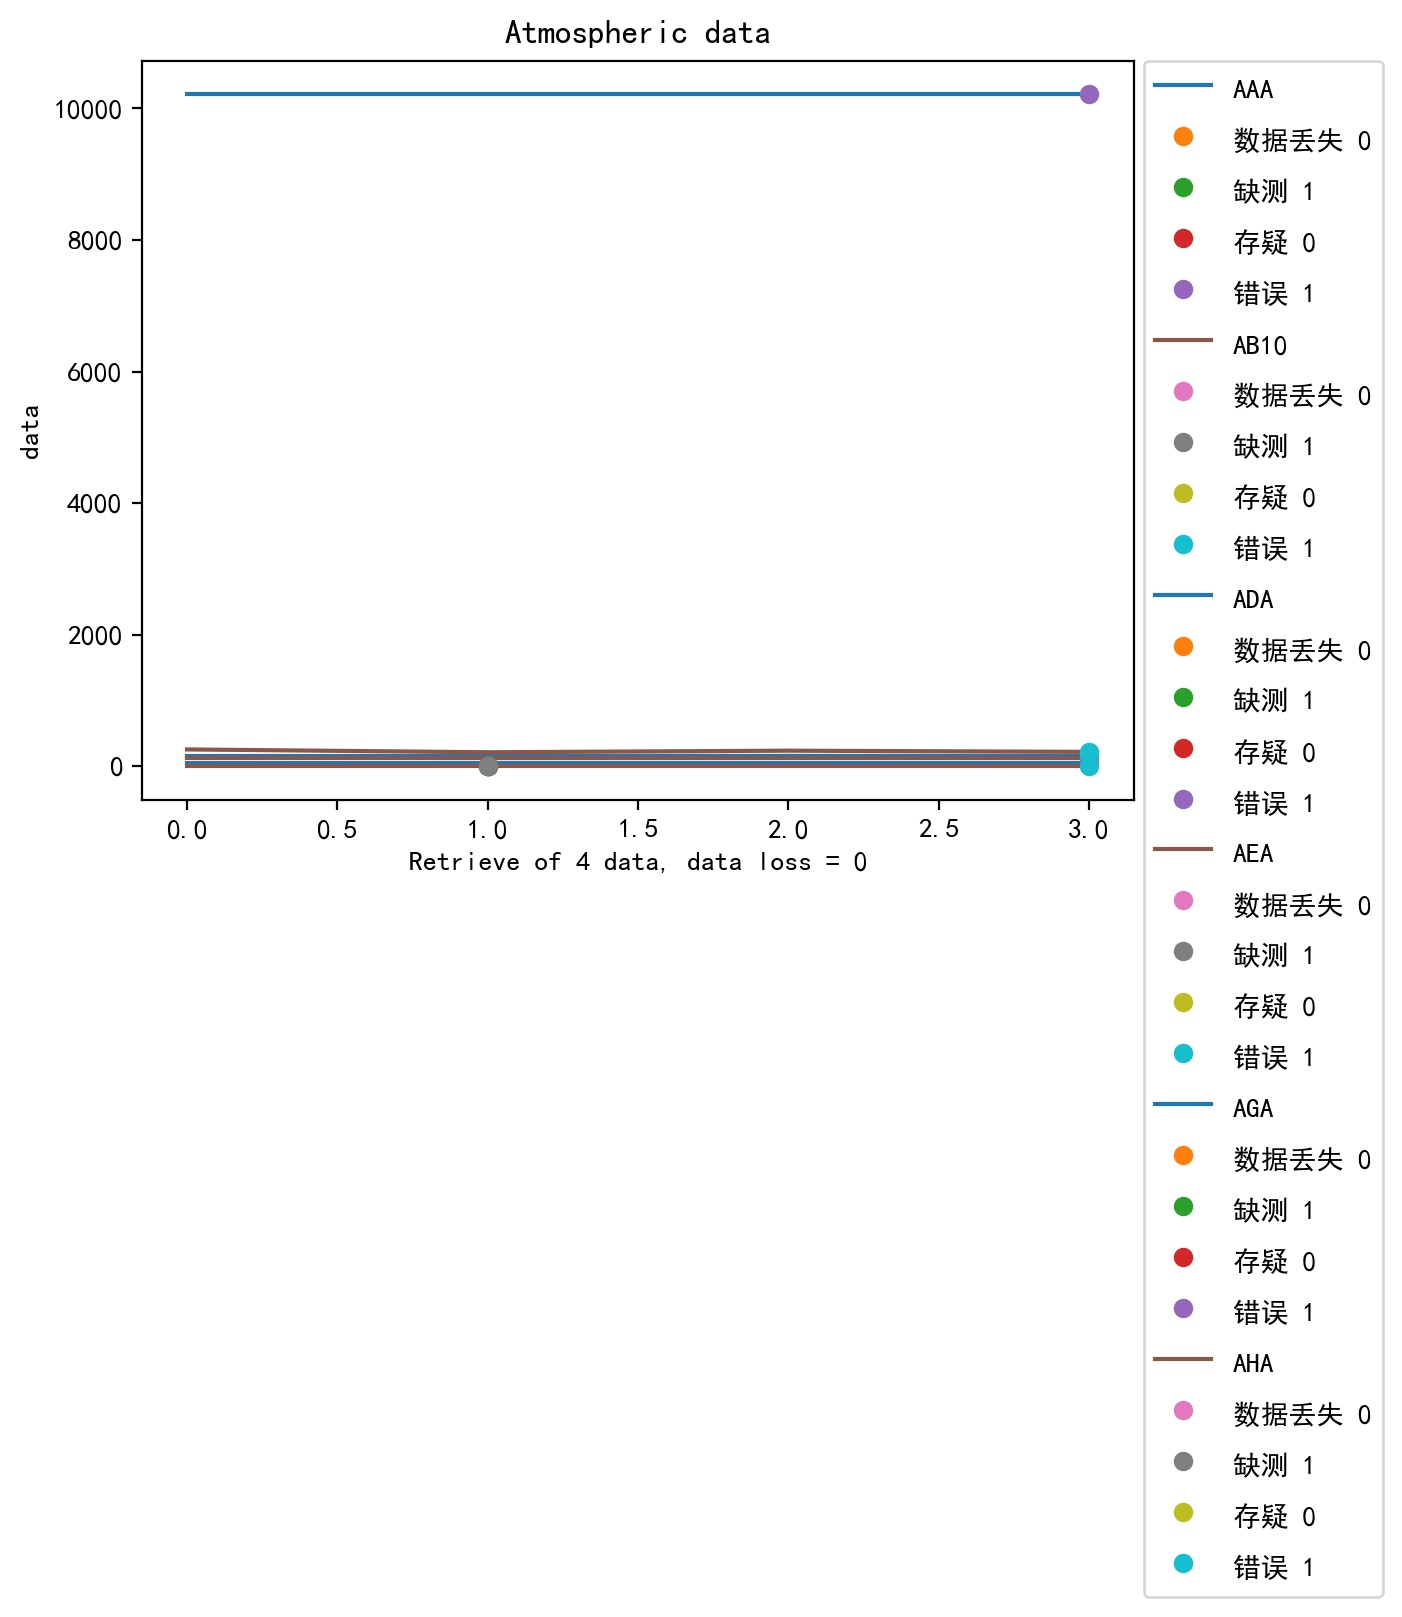 Atmospheric data
10000
8000
6000
4000
2000
0
data
0.0 0.5 1.0 1.5 2.0 2.5 3.0
Retrieve of 4 data, data loss = 0
AAA
数据丢失 0
缺测 1
存疑 0
错误 1
AB10
数据丢失 0
缺测 1
存疑 0
错误 1
ADA
数据丢失 0
缺测 1
存疑 0
错误 1
AEA
数据丢失 0
缺测 1
存疑 0
错误 1
AGA
数据丢失 0
缺测 1
存疑 0
错误 1
AHA
数据丢失 0
缺测 1
存疑 0
错误 1